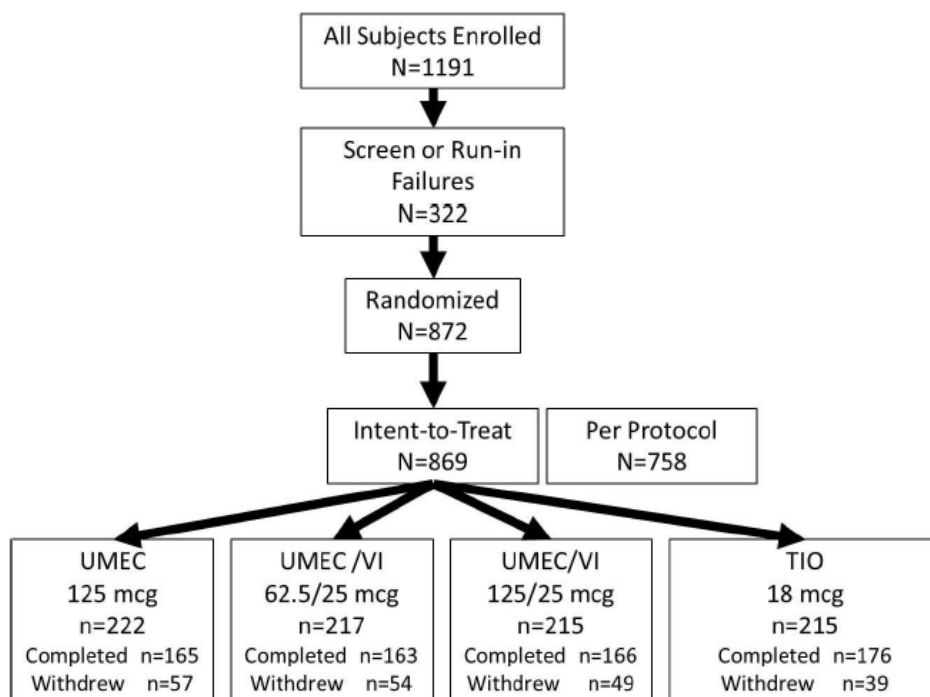 All Subjects Enrolled
N=1191
Screen or Run-in
Failures
N=322
Randomized
N=872
Intent-to-Treat
N=869
Per Protocol
N=758
UMEC
125 mcg
n=222
Completed n=165
Withdrew n=57
UMEC /VI
62.5/25 mcg
n=217
Completed n=163
Withdrew n=54
UMEC/VI
125/25 mcg
n=215
Completed n=166
Withdrew n=49
TIO
18 mcg
n=215
Completed n=176
Withdrew n=39